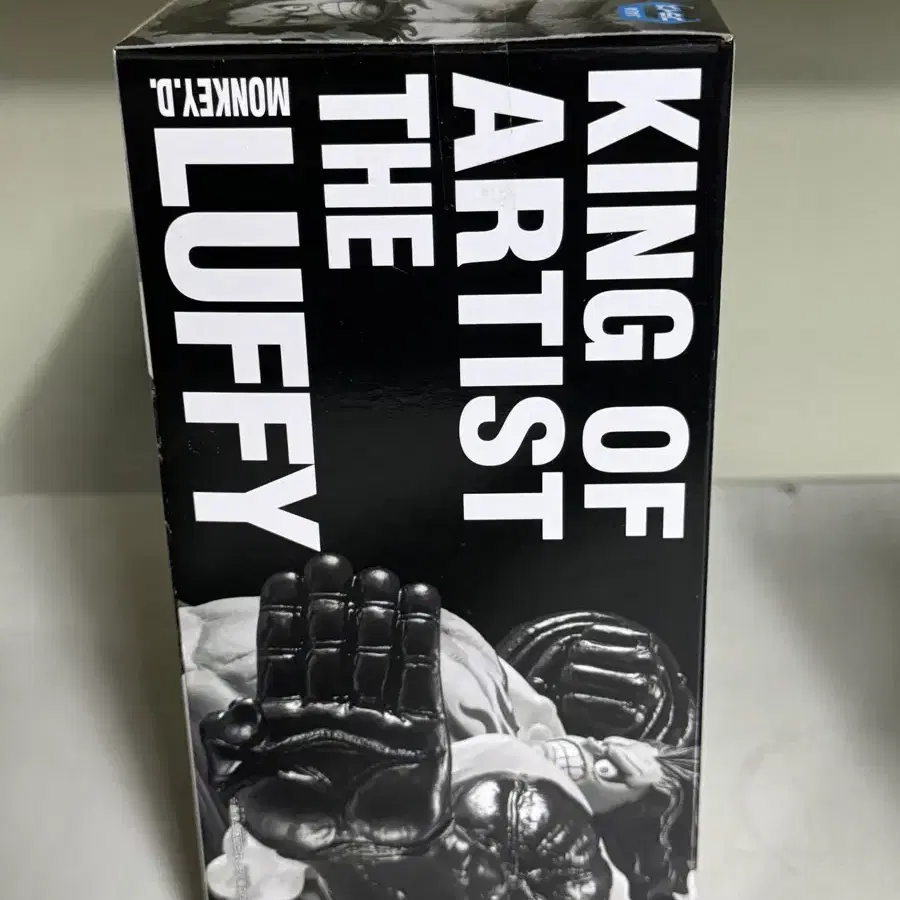 KING OF
ARTIST
THE
MONKEY.D.
LUFFY